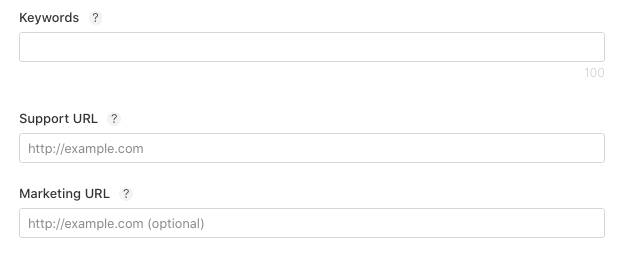 Keywords ?
100
Support URL ?
http://example.com
Marketing URL ?
http://example.com (optional)